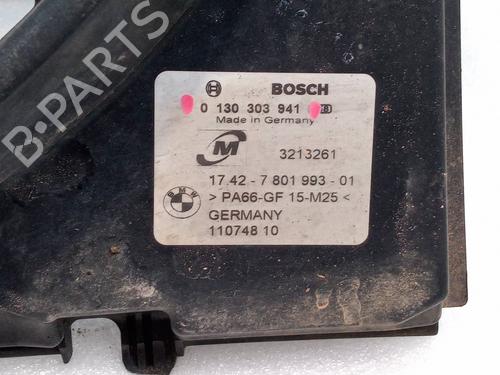 BOSCH
0 130 303 941
Made in Germany
M
3213261
17.42 - 7 801 993 - 01
BMW
> PA66-GF 15-M25 <
GERMANY
110748 10
B-PARTS